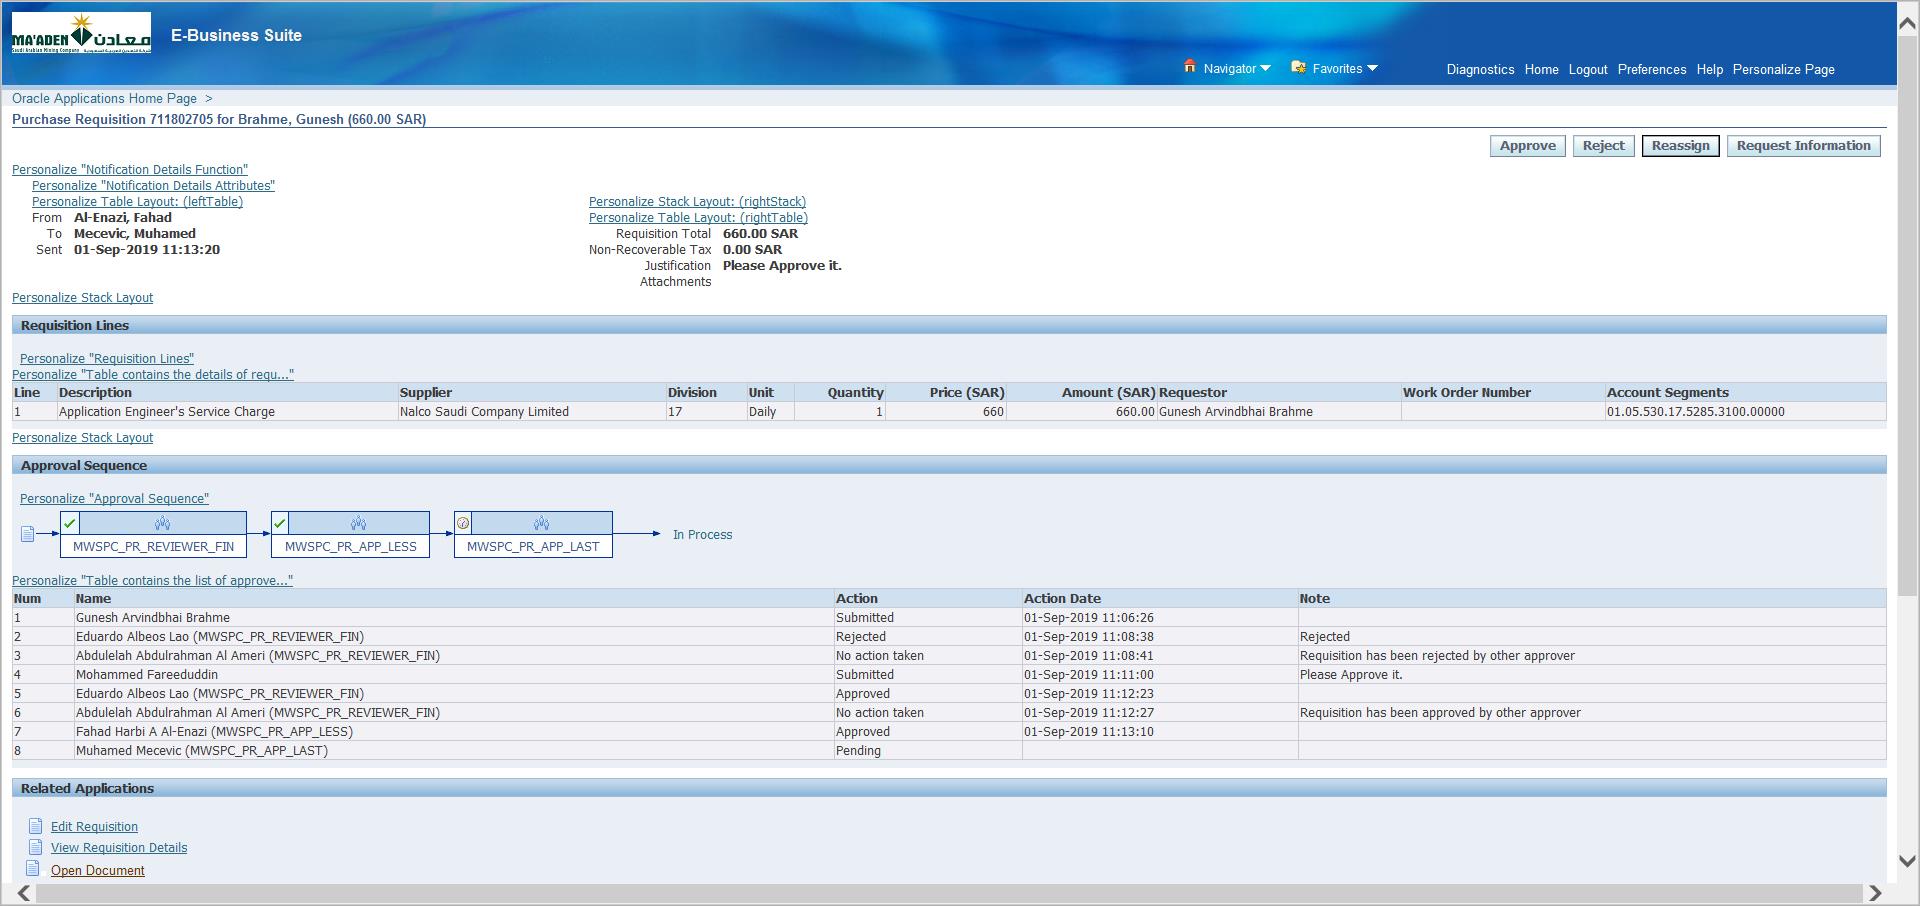 MA'ADEN معادن
Saudi Arabian Mining Company
E-Business Suite
Navigator Favorites Diagnostics Home Logout Preferences Help Personalize Page
Oracle Applications Home Page >
Purchase Requisition 711802705 for Brahme, Gunesh (660.00 SAR)
Approve Reject Reassign Request Information
Personalize "Notification Details Function"
Personalize "Notification Details Attributes"
Personalize Table Layout: (leftTable)
From Al-Enazi, Fahad
To Mecevic, Muhamed
Sent 01-Sep-2019 11:13:20
Personalize Stack Layout: (rightStack)
Personalize Table Layout: (rightTable)
Requisition Total 660.00 SAR
Non-Recoverable Tax 0.00 SAR
Justification Please Approve it.
Attachments
Personalize Stack Layout
Requisition Lines
Personalize "Requisition Lines"
Personalize "Table contains the details of requ..."
Line Description Supplier Division Unit Quantity Price (SAR) Amount (SAR) Requestor Work Order Number Account Segments
1 Application Engineer's Service Charge Nalco Saudi Company Limited 17 Daily 1 660 660.00 Gunesh Arvindbhai Brahme 01.05.530.17.5285.3100.00000
Personalize Stack Layout
Approval Sequence
Personalize "Approval Sequence"
MWSPC_PR_REVIEWER_FIN MWSPC_PR_APP_LESS MWSPC_PR_APP_LAST In Process
Personalize "Table contains the list of approve..."
Num Name Action Action Date Note
1 Gunesh Arvindbhai Brahme Submitted 01-Sep-2019 11:06:26
2 Eduardo Albeos Lao (MWSPC_PR_REVIEWER_FIN) Rejected 01-Sep-2019 11:08:38 Rejected
3 Abdulelah Abdulrahman Al Ameri (MWSPC_PR_REVIEWER_FIN) No action taken 01-Sep-2019 11:08:41 Requisition has been rejected by other approver
4 Mohammed Fareeduddin Submitted 01-Sep-2019 11:11:00 Please Approve it.
5 Eduardo Albeos Lao (MWSPC_PR_REVIEWER_FIN) Approved 01-Sep-2019 11:12:23
6 Abdulelah Abdulrahman Al Ameri (MWSPC_PR_REVIEWER_FIN) No action taken 01-Sep-2019 11:12:27 Requisition has been approved by other approver
7 Fahad Harbi A Al-Enazi (MWSPC_PR_APP_LESS) Approved 01-Sep-2019 11:13:10
8 Muhamed Mecevic (MWSPC_PR_APP_LAST) Pending
Related Applications
Edit Requisition
View Requisition Details
Open Document